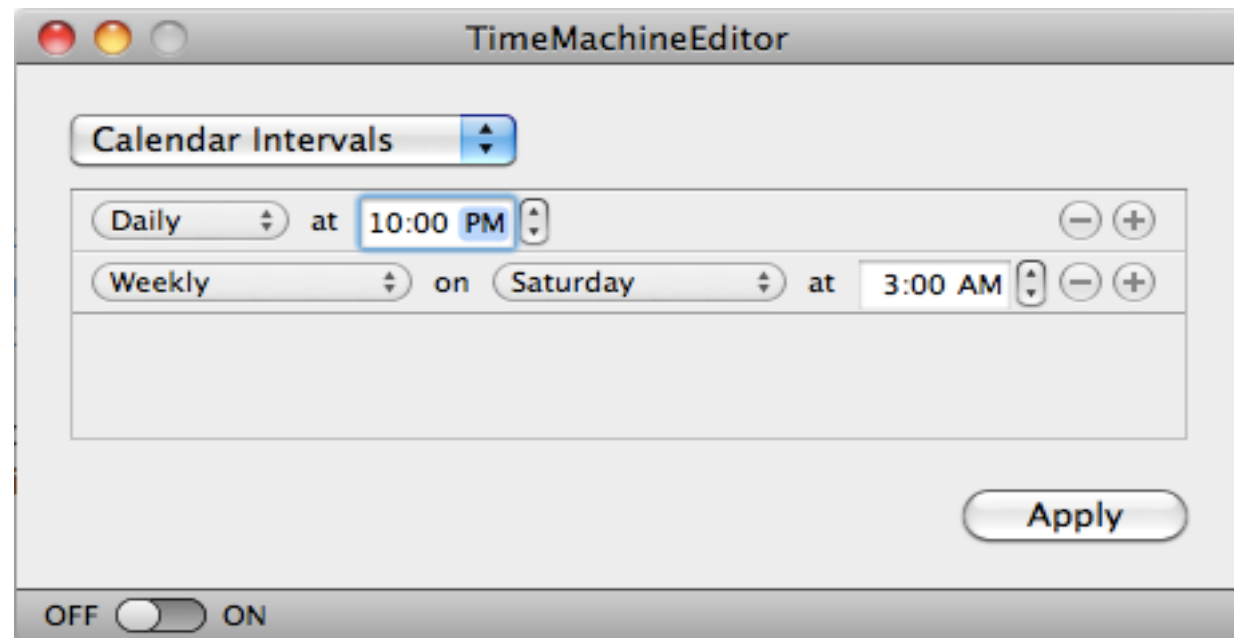 TimeMachineEditor
Calendar Intervals
Daily at 10:00 PM
Weekly on Saturday at 3:00 AM
Apply
OFF ON